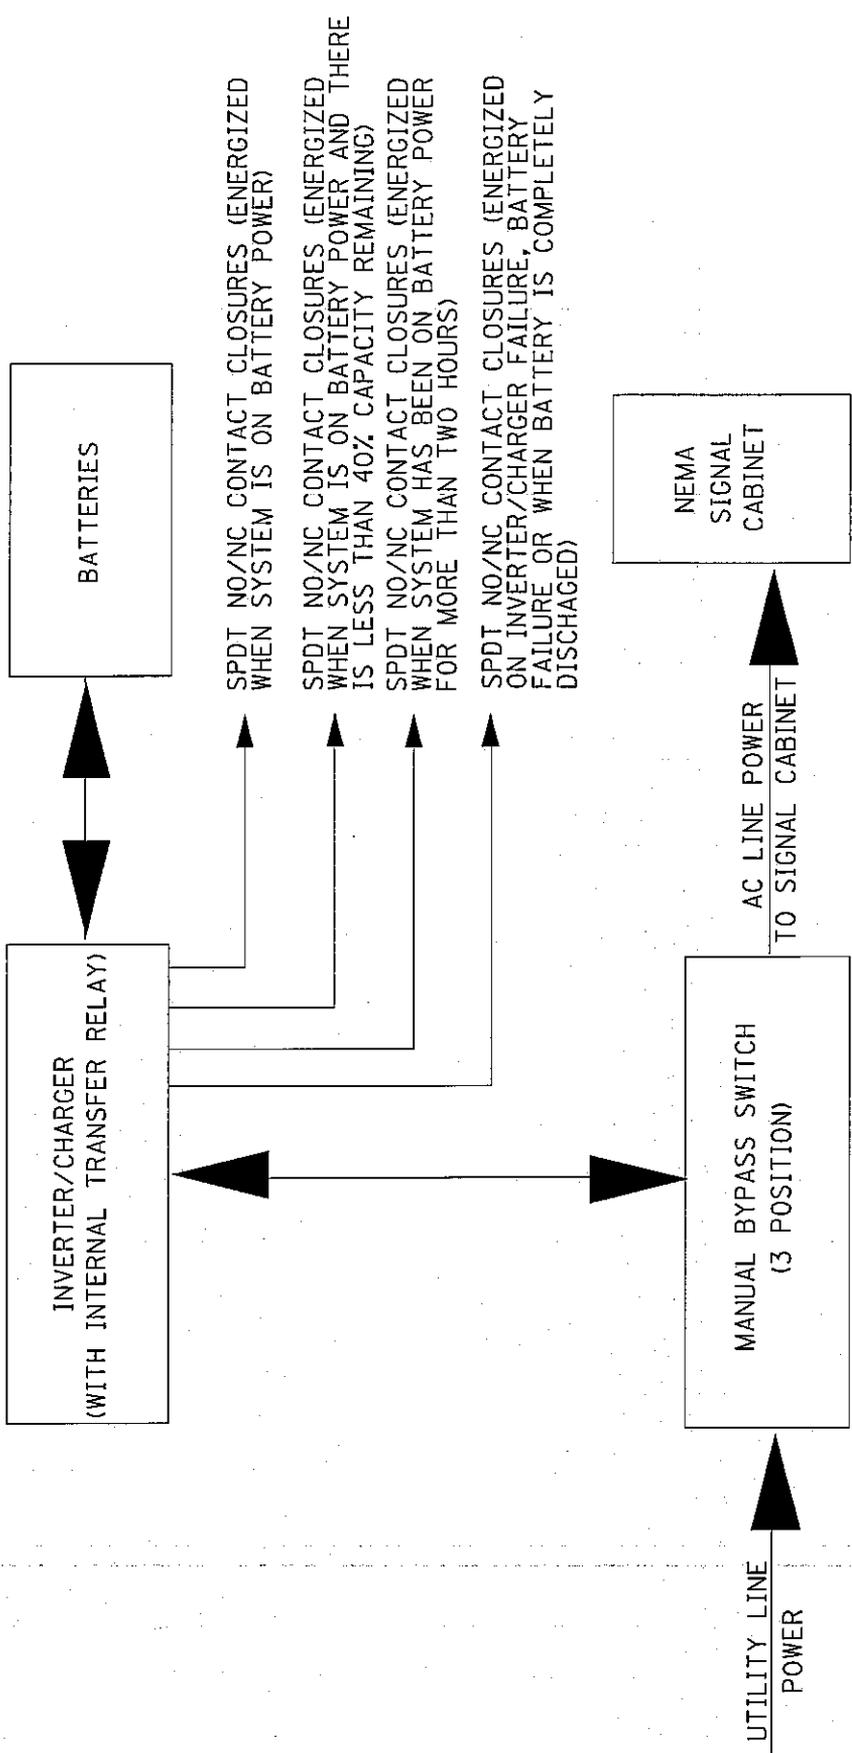 INVERTER/CHARGER
(WITH INTERNAL TRANSFER RELAY)
BATTERIES
SPDT NO/NC CONTACT CLOSURES (ENERGIZED
WHEN SYSTEM IS ON BATTERY POWER)
SPDT NO/NC CONTACT CLOSURES (ENERGIZED
WHEN SYSTEM IS ON BATTERY POWER AND THERE
IS LESS THAN 40% CAPACITY REMAINING)
SPDT NO/NC CONTACT CLOSURES (ENERGIZED
WHEN SYSTEM HAS BEEN ON BATTERY POWER
FOR MORE THAN TWO HOURS)
SPDT NO/NC CONTACT CLOSURES (ENERGIZED
ON INVERTER/CHARGER FAILURE, BATTERY
FAILURE OR WHEN BATTERY IS COMPLETELY
DISCHAGED)
UTILITY LINE
POWER
MANUAL BYPASS SWITCH
(3 POSITION)
AC LINE POWER
TO SIGNAL CABINET
NEMA
SIGNAL
CABINET